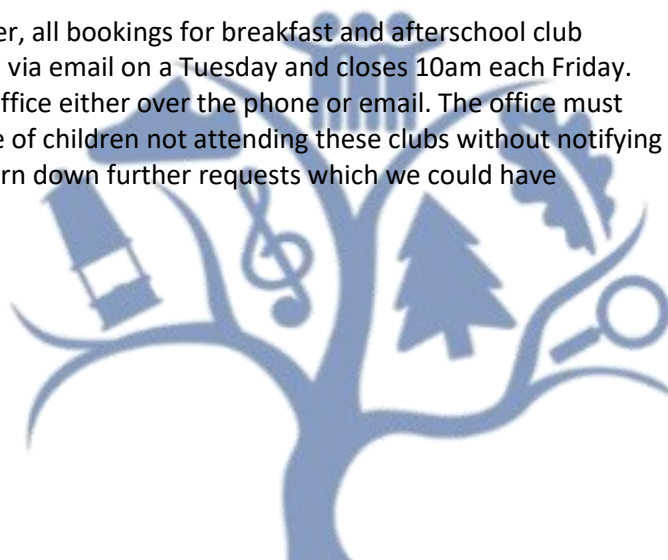 er, all bookings for breakfast and afterschool club
via email on a Tuesday and closes 10am each Friday.
ffice either over the phone or email. The office must
e of children not attending these clubs without notifying
rn down further requests which we could have